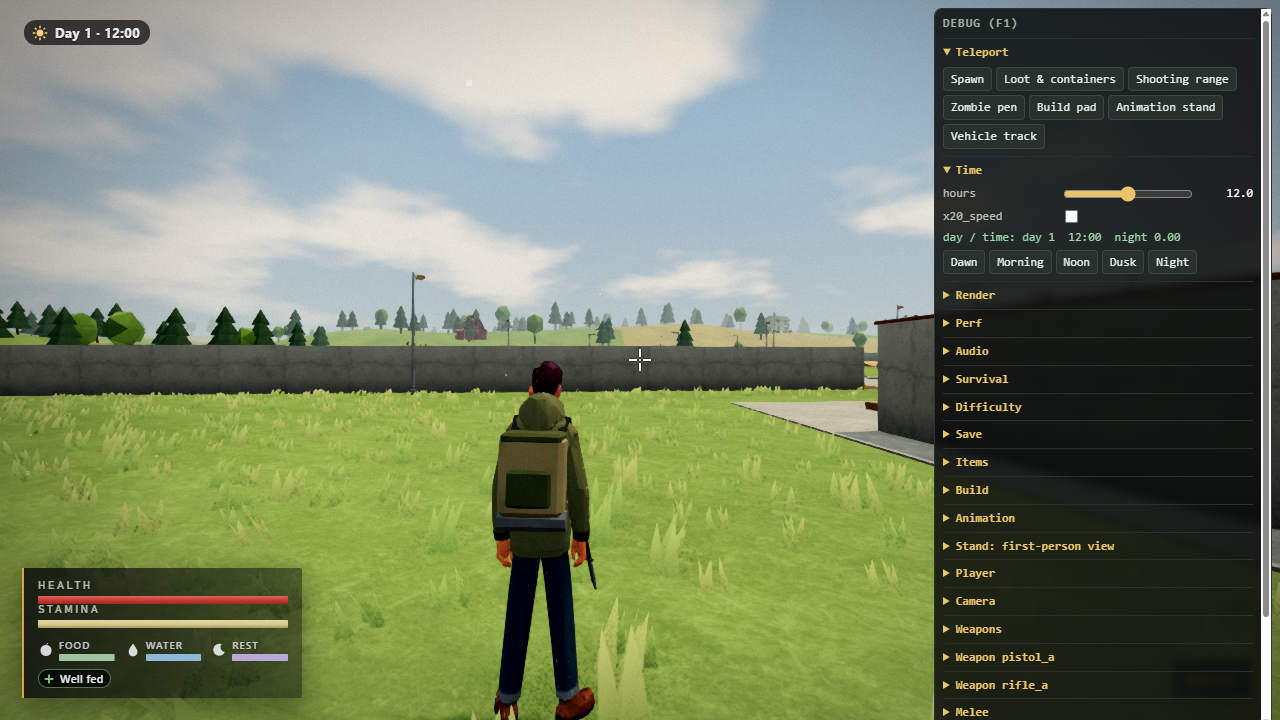 Day 1 · 12:00
HEALTH
STAMINA
FOOD WATER REST
+ Well fed
DEBUG (F1)
▼ Teleport
Spawn Loot & containers Shooting range
Zombie pen Build pad Animation stand
Vehicle track
▼ Time
hours 12.0
x20_speed
day / time: day 1 12:00 night 0.00
Dawn Morning Noon Dusk Night
▶ Render
▶ Perf
▶ Audio
▶ Survival
▶ Difficulty
▶ Save
▶ Items
▶ Build
▶ Animation
▶ Stand: first-person view
▶ Player
▶ Camera
▶ Weapons
▶ Weapon pistol_a
▶ Weapon rifle_a
▶ Melee